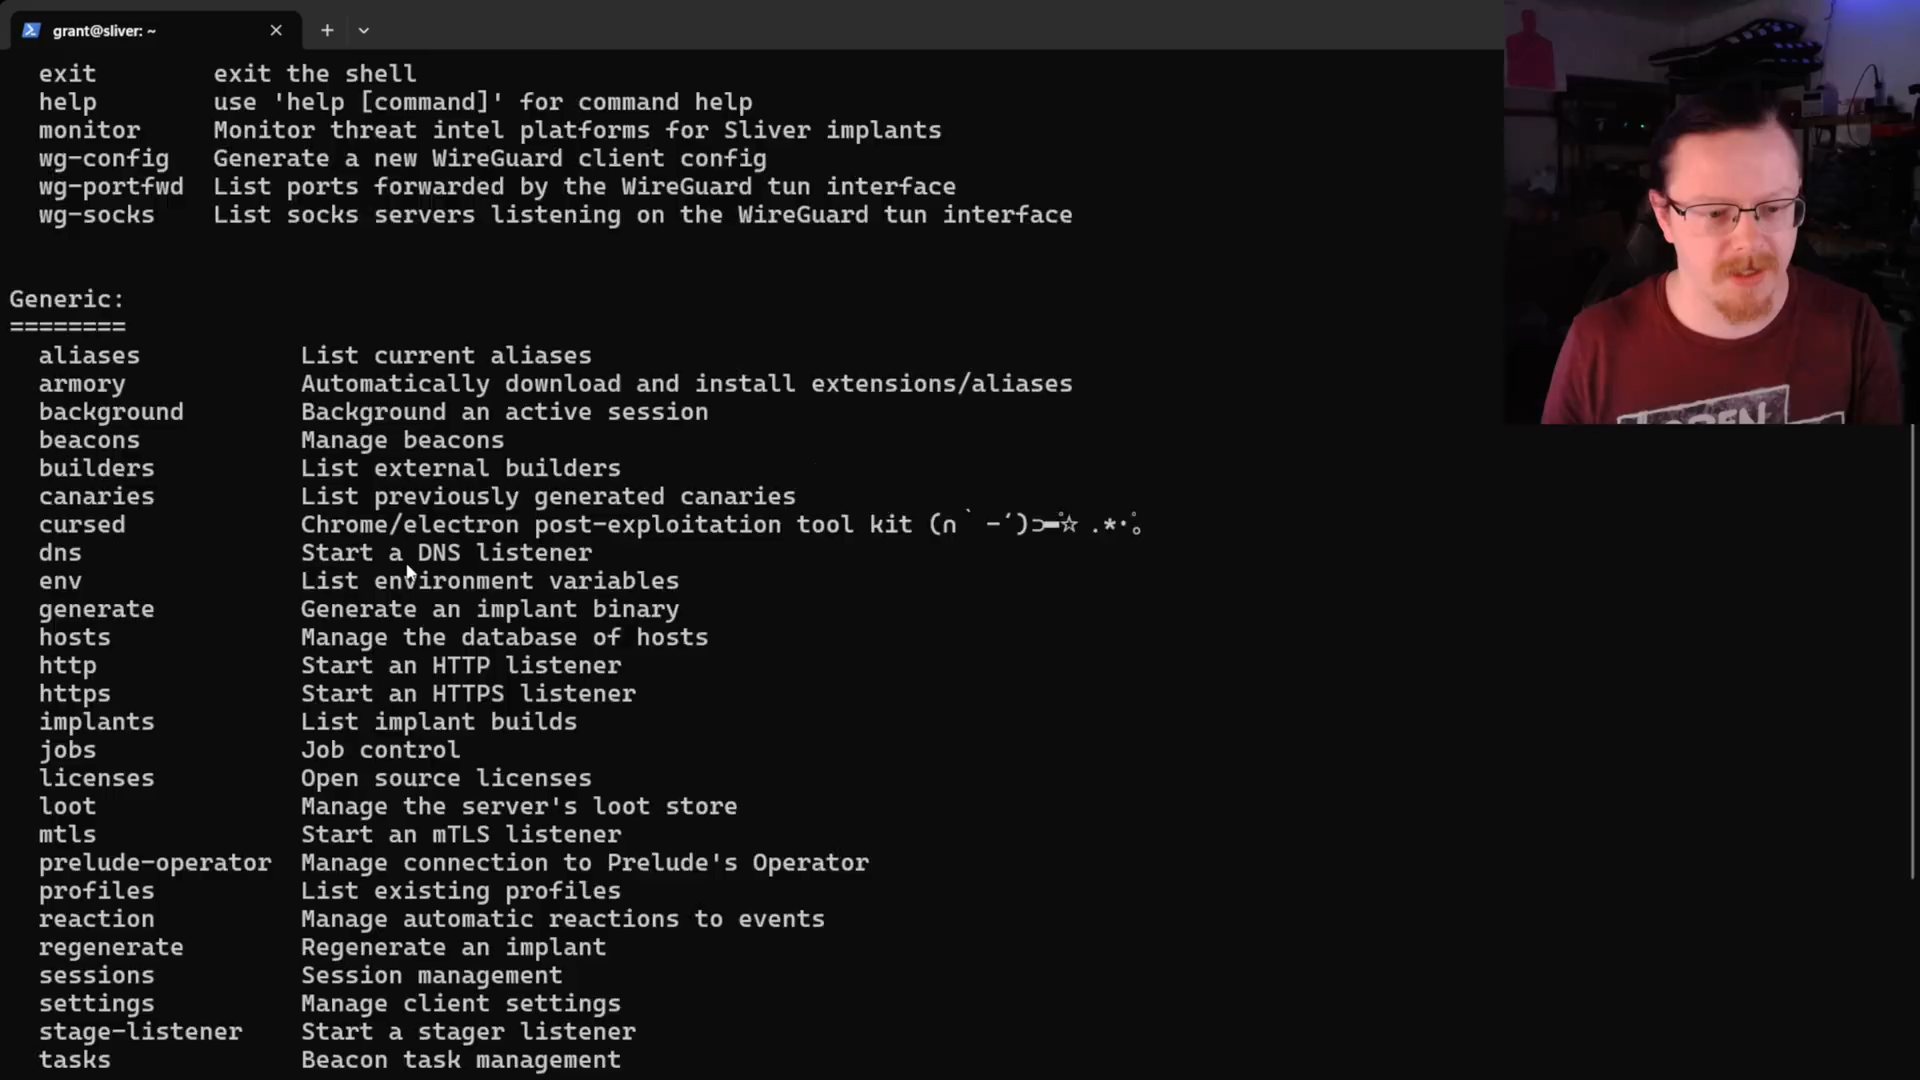 grant@sliver: ~
exit exit the shell
help use 'help [command]' for command help
monitor Monitor threat intel platforms for Sliver implants
wg-config Generate a new WireGuard client config
wg-portfwd List ports forwarded by the WireGuard tun interface
wg-socks List socks servers listening on the WireGuard tun interface
Generic:
========
aliases List current aliases
armory Automatically download and install extensions/aliases
background Background an active session
beacons Manage beacons
builders List external builders
canaries List previously generated canaries
cursed Chrome/electron post-exploitation tool kit (∩｀-´)⊃━☆ﾟ.*･｡ﾟ
dns Start a DNS listener
env List environment variables
generate Generate an implant binary
hosts Manage the database of hosts
http Start an HTTP listener
https Start an HTTPS listener
implants List implant builds
jobs Job control
licenses Open source licenses
loot Manage the server's loot store
mtls Start an mTLS listener
prelude-operator Manage connection to Prelude's Operator
profiles List existing profiles
reaction Manage automatic reactions to events
regenerate Regenerate an implant
sessions Session management
settings Manage client settings
stage-listener Start a stager listener
tasks Beacon task management